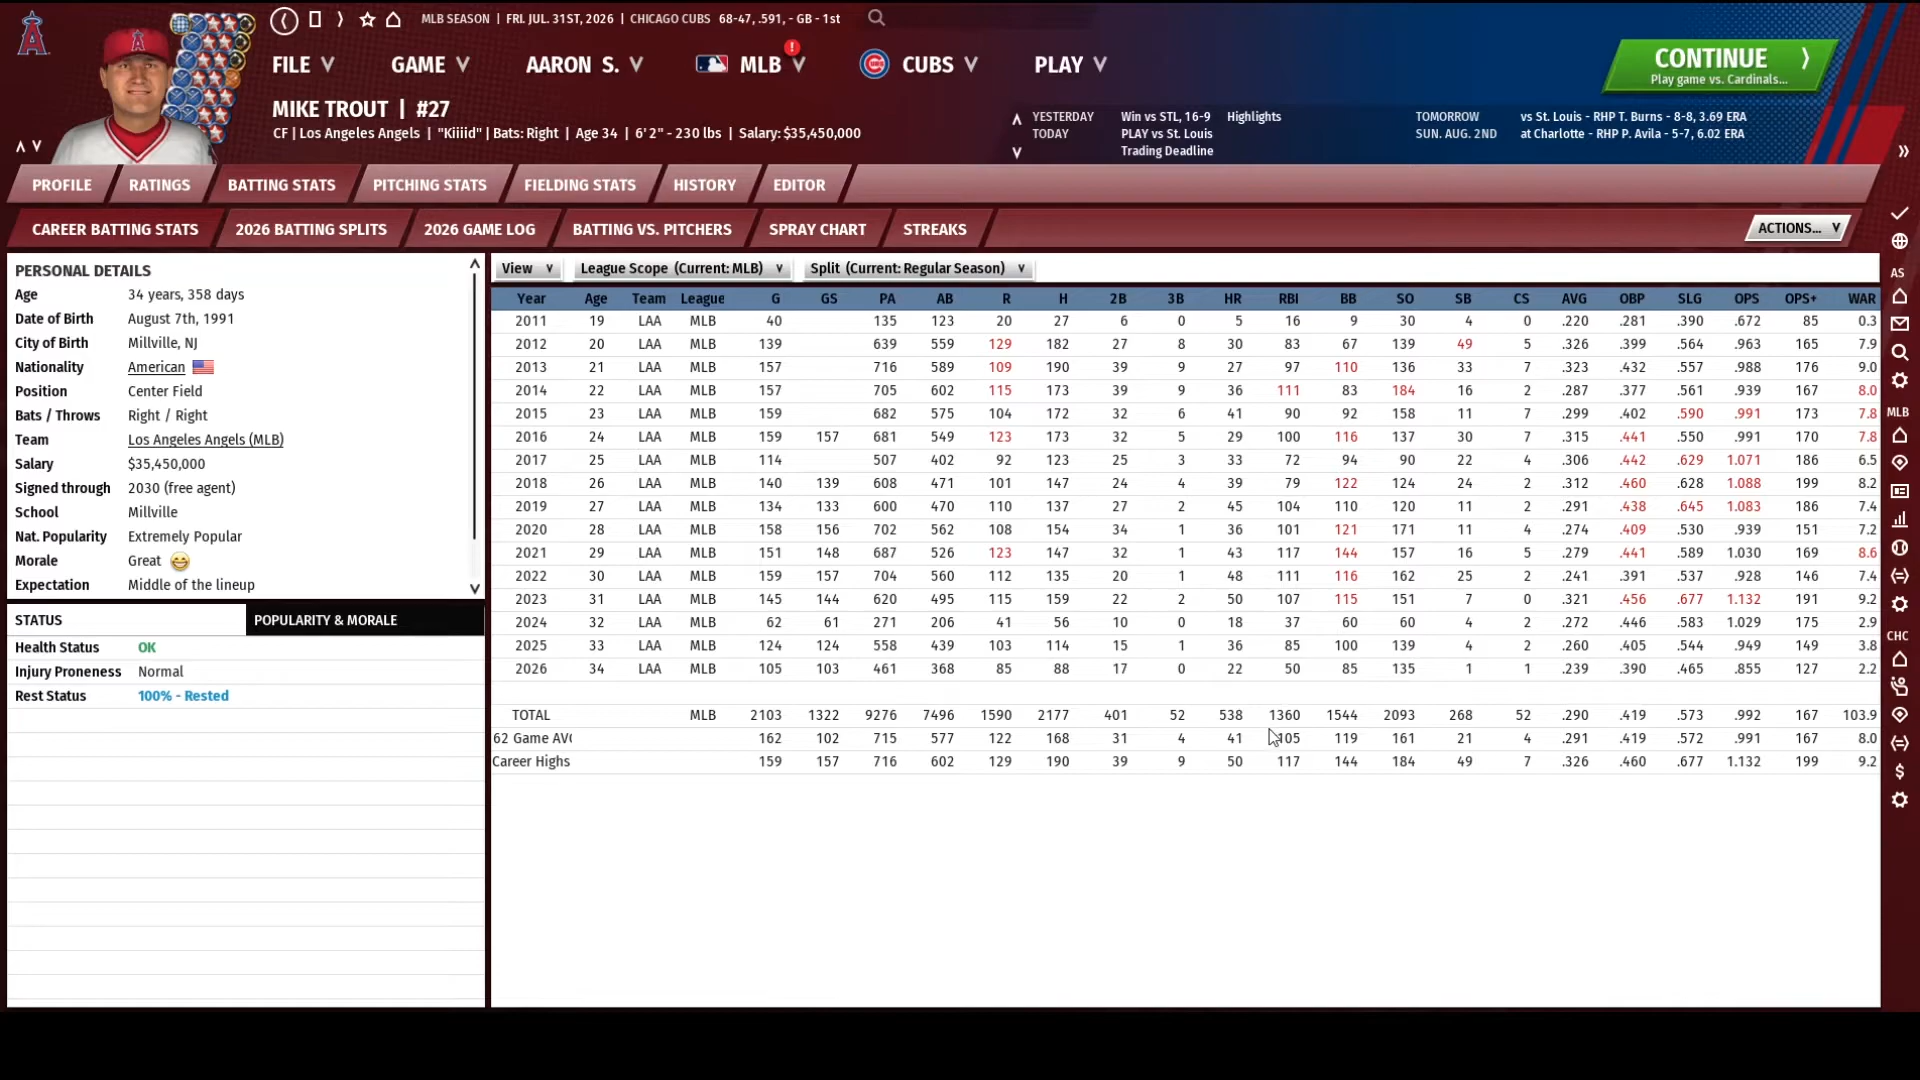 MLB SEASON | FRI. JUL. 31ST, 2026 | CHICAGO CUBS 68-47, .591, - GB - 1st
FILE GAME AARON S. MLB CUBS PLAY
CONTINUE
Play game vs. Cardinals...
MIKE TROUT | #27
CF | Los Angeles Angels | "Kiiiid" | Bats: Right | Age 34 | 6' 2" - 230 lbs | Salary: $35,450,000
YESTERDAY Win vs STL, 16-9 Highlights TOMORROW vs St. Louis - RHP T. Burns - 8-8, 3.69 ERA
TODAY PLAY vs St. Louis SUN. AUG. 2ND at Charlotte - RHP P. Avila - 5-7, 6.02 ERA
Trading Deadline
PROFILE RATINGS BATTING STATS PITCHING STATS FIELDING STATS HISTORY EDITOR
CAREER BATTING STATS 2026 BATTING SPLITS 2026 GAME LOG BATTING VS. PITCHERS SPRAY CHART STREAKS ACTIONS...
PERSONAL DETAILS
Age 34 years, 358 days
Date of Birth August 7th, 1991
City of Birth Millville, NJ
Nationality American
Position Center Field
Bats / Throws Right / Right
Team Los Angeles Angels (MLB)
Salary $35,450,000
Signed through 2030 (free agent)
School Millville
Nat. Popularity Extremely Popular
Morale Great
Expectation Middle of the lineup
STATUS POPULARITY & MORALE
Health Status OK
Injury Proneness Normal
Rest Status 100% - Rested
View League Scope (Current: MLB) Split (Current: Regular Season)
Year Age Team League G GS PA AB R H 2B 3B HR RBI BB SO SB CS AVG OBP SLG OPS OPS+ WAR
2011 19 LAA MLB 40 135 123 20 27 6 0 5 16 9 30 4 0 .220 .281 .390 .672 85 0.3
2012 20 LAA MLB 139 639 559 129 182 27 8 30 83 67 139 49 5 .326 .399 .564 .963 165 7.9
2013 21 LAA MLB 157 716 589 109 190 39 9 27 97 110 136 33 7 .323 .432 .557 .988 176 9.0
2014 22 LAA MLB 157 705 602 115 173 39 9 36 111 83 184 16 2 .287 .377 .561 .939 167 8.0
2015 23 LAA MLB 159 682 575 104 172 32 6 41 90 92 158 11 7 .299 .402 .590 .991 173 7.8
2016 24 LAA MLB 159 157 681 549 123 173 32 5 29 100 116 137 30 7 .315 .441 .550 .991 170 7.8
2017 25 LAA MLB 114 507 402 92 123 25 3 33 72 94 90 22 4 .306 .442 .629 1.071 186 6.5
2018 26 LAA MLB 140 139 608 471 101 147 24 4 39 79 122 124 24 2 .312 .460 .628 1.088 199 8.2
2019 27 LAA MLB 134 133 600 470 110 137 27 2 45 104 110 120 11 2 .291 .438 .645 1.083 186 7.4
2020 28 LAA MLB 158 156 702 562 108 154 34 1 36 101 121 171 11 4 .274 .409 .530 .939 151 7.2
2021 29 LAA MLB 151 148 687 526 123 147 32 1 43 117 144 157 16 5 .279 .441 .589 1.030 169 8.6
2022 30 LAA MLB 159 157 704 560 112 135 20 1 48 111 116 162 25 2 .241 .391 .537 .928 146 7.4
2023 31 LAA MLB 145 144 620 495 115 159 22 2 50 107 115 151 7 0 .321 .456 .677 1.132 191 9.2
2024 32 LAA MLB 62 61 271 206 41 56 10 0 18 37 60 60 4 2 .272 .446 .583 1.029 175 2.9
2025 33 LAA MLB 124 124 558 439 103 114 15 1 36 85 100 139 4 2 .260 .405 .544 .949 149 3.8
2026 34 LAA MLB 105 103 461 368 85 88 17 0 22 50 85 135 1 1 .239 .390 .465 .855 127 2.2
TOTAL MLB 2103 1322 9276 7496 1590 2177 401 52 538 1360 1544 2093 268 52 .290 .419 .573 .992 167 103.9
62 Game AVG 162 102 715 577 122 168 31 4 41 105 119 161 21 4 .291 .419 .572 .991 167 8.0
Career Highs 159 157 716 602 129 190 39 9 50 117 144 184 49 7 .326 .460 .677 1.132 199 9.2
AS
MLB
CHC